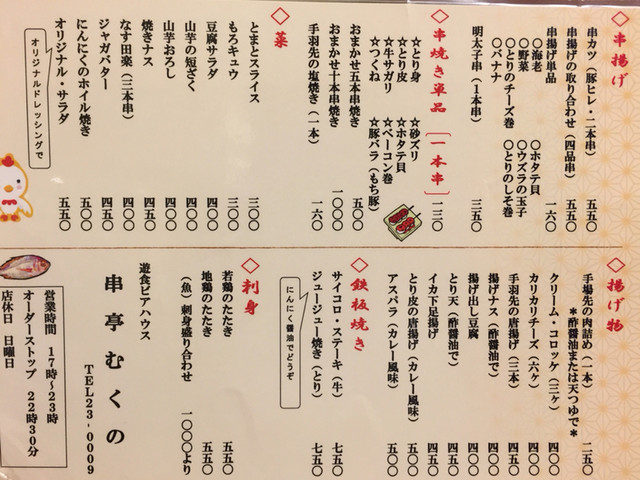 ◇串揚げ
串カツ(豚ヒレ・二本串) 五五〇
串揚げの取り合わせ(四品串) 五五〇
串揚げ単品 一六〇
○海老 ○ホタテ貝
○野菜 ○ウズラの玉子
○とりのチーズ巻 ○とりのしそ巻
○バナナ
明太子串(1本串) 三五〇
◇串焼き単品[一本串] 一三〇
☆とり身 ☆砂ズリ
☆とり皮 ☆ホタテ貝
☆牛サガリ ☆ベーコン巻
☆つくね ☆豚バラ(もち豚)
おまかせ五本串焼き 五〇〇
おまかせ十本串焼き 一〇〇〇
手羽先の塩焼き(一本) 一六〇
◇菜
とまとスライス 三〇〇
もろキュウ 三〇〇
豆腐サラダ 四五〇
山芋の短ざく 四〇〇
山芋おろし 四〇〇
焼きナス 四五〇
なす田楽(三本串) 四五〇
ジャガバター 四五〇
にんにくのホイル焼き 五〇〇
オリジナル・サラダ 五五〇
オリジナルドレッシングで
◇揚げ物
手場先の肉詰め(一本) 二五〇
*酢醤油または天つゆで*
クリーム・コロッケ(三ヶ) 四〇〇
カリカリチーズ(六ヶ) 四〇〇
手羽先の唐揚げ(三本) 四五〇
揚げナス(酢醤油で) 四五〇
揚げ出し豆腐 四五〇
とり天(酢醤油で) 四五〇
イカ下足揚げ 四五〇
とり皮の唐揚げ(カレー風味) 四五〇
アスパラ(カレー風味) 五〇〇
◇鉄板焼き
サイコロ・ステーキ(牛) 七五〇
ジュージュー焼き(とり) 七五〇
にんにく醤油でどうぞ
◇刺身
若鶏のたたき 五五〇
地鶏のたたき 五五〇
(魚)刺身盛り合わせ 一〇〇〇より
遊食ビアハウス
串亭むくの
TEL23-0009
営業時間 17時~23時
オーダーストップ 22時30分
店休日 日曜日